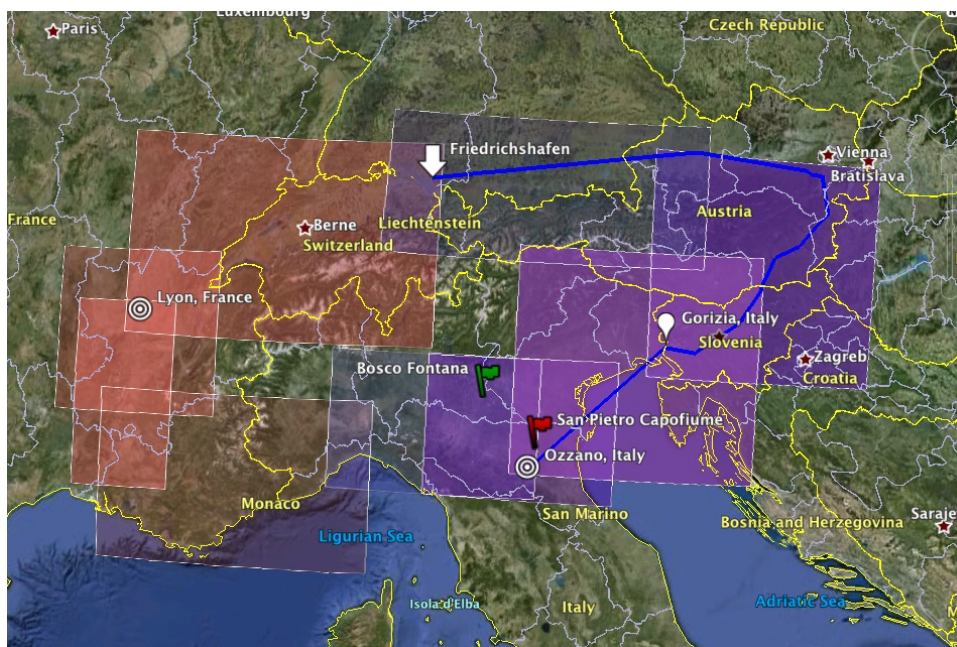 Luxembourg
Paris
Czech Republic
Friedrichshafen
Vienna
Bratislava
France
Berne
Liechtenstein
Switzerland
Austria
Lyon, France
Gorizia, Italy
Slovenia
Bosco Fontana
Zagreb
Croatia
San Pietro Capofiume
Ozzano, Italy
Monaco
San Marino
Ligurian Sea
Bosnia and Herzegovina
Saraje
Isola d'Elba
Italy
Adriatic Sea